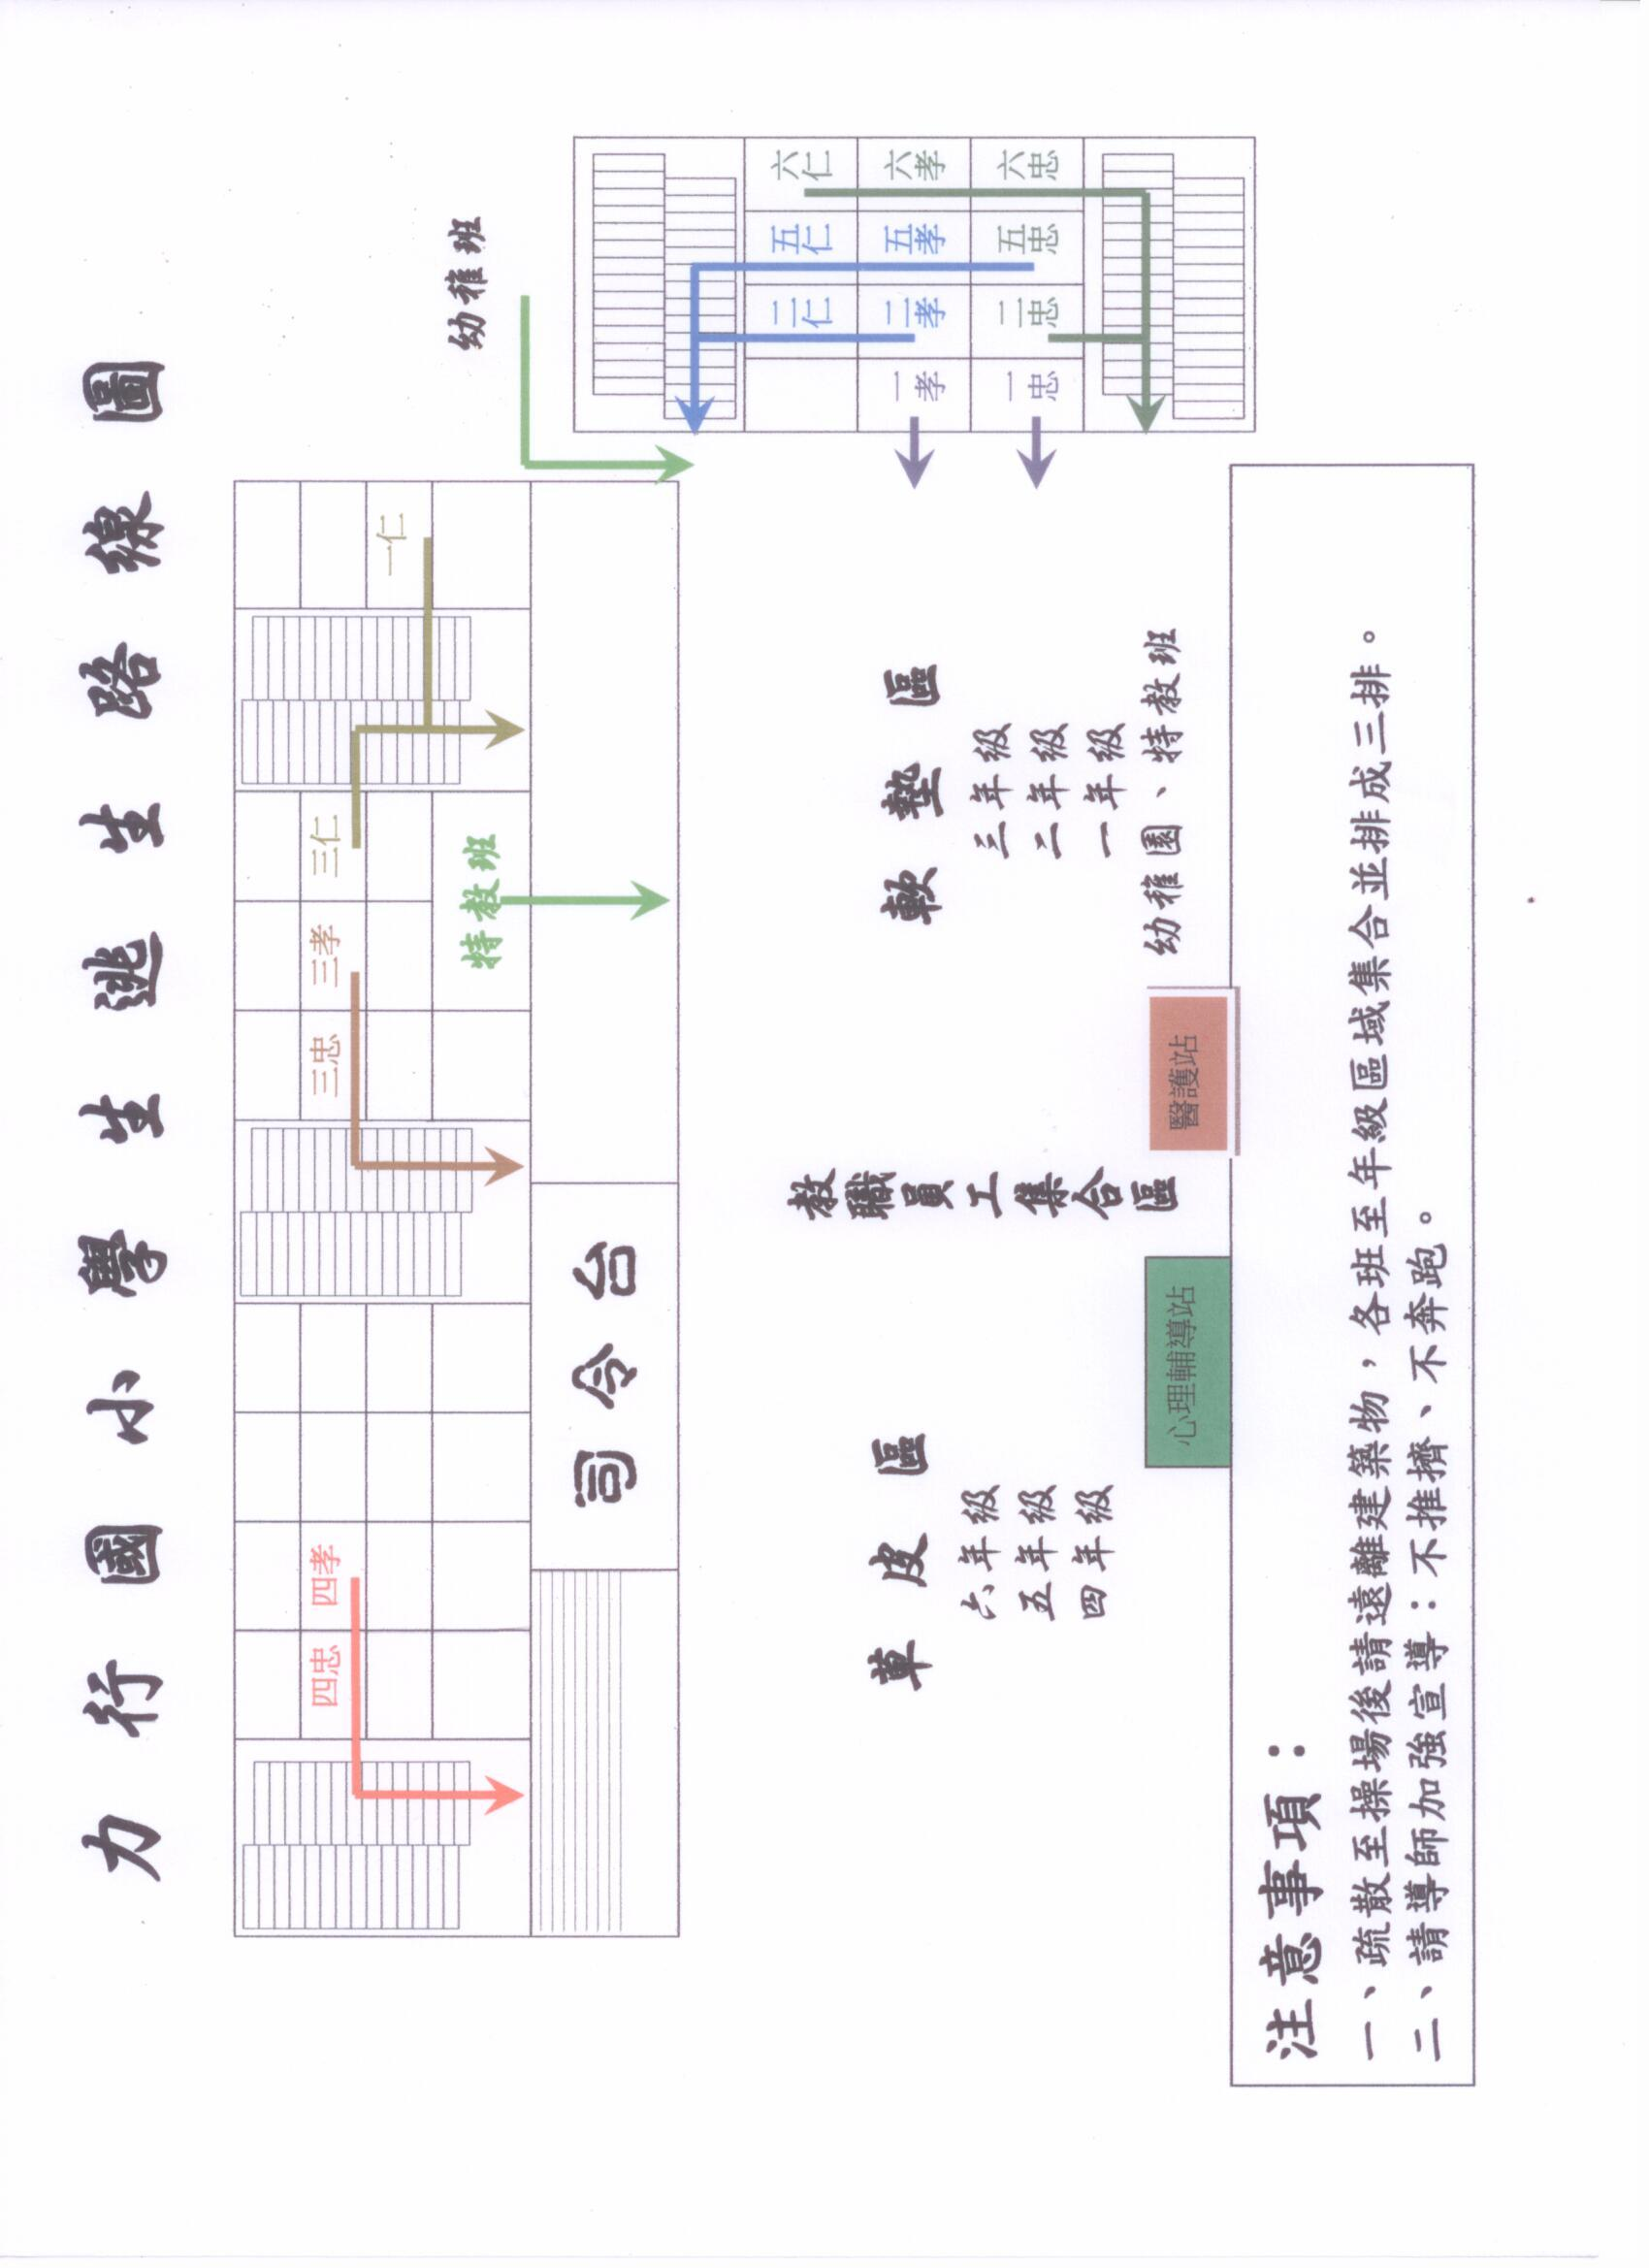 力行國小學生逃生路線圖
四忠
四孝
三忠
三孝
三仁
一仁
特教班
幼稚班
司令台
六仁
六孝
六忠
五仁
五孝
五忠
二仁
二孝
二忠
一孝
一忠
草皮區
六年級
五年級
四年級
教職員工集合區
軟墊區
三年級
二年級
一年級
幼稚園、特教班
心理輔導站
醫護站
注意事項：
一、疏散至操場後請遠離建築物，各班至年級區域集合並排成三排。
二、請導師加強宣導：不推擠、不奔跑。